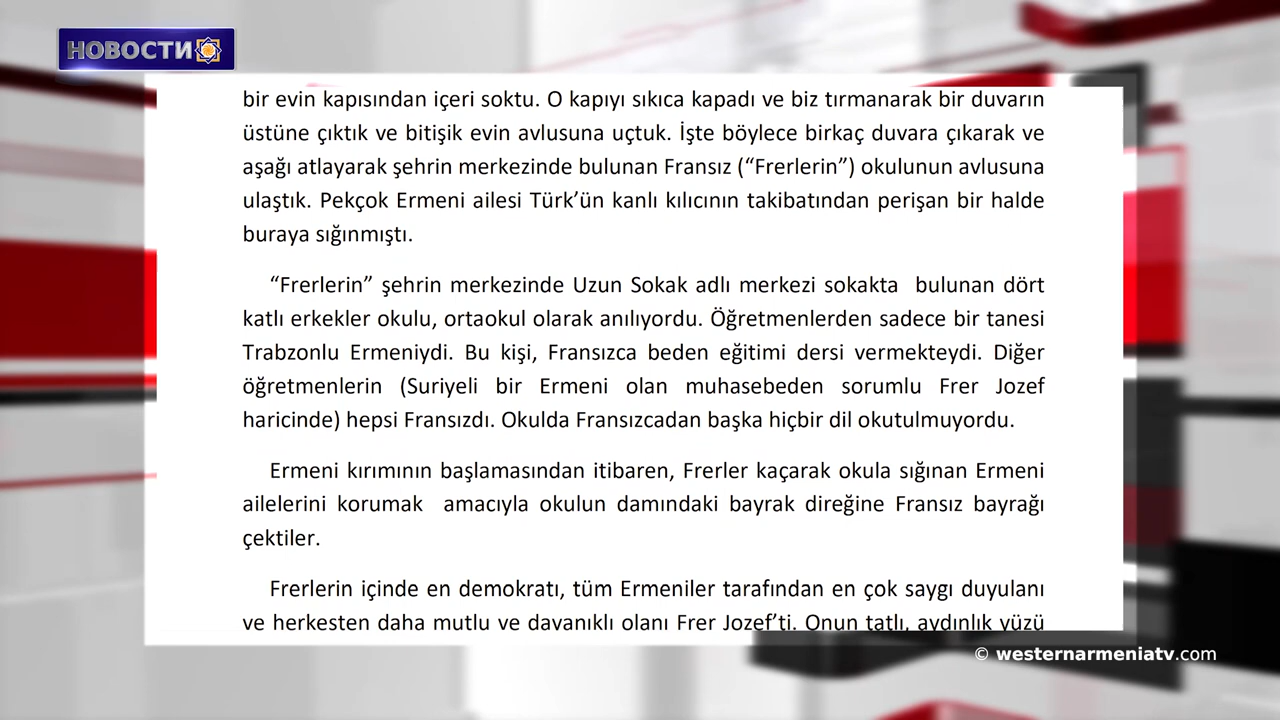 НОВОСТИ
bir evin kapısından içeri soktu. O kapıyı sıkıca kapadı ve biz tırmanarak bir duvarın
üstüne çıktık ve bitişik evin avlusuna uçtuk. İşte böylece birkaç duvara çıkarak ve
aşağı atlayarak şehrin merkezinde bulunan Fransız (“Frerlerin”) okulunun avlusuna
ulaştık. Pekçok Ermeni ailesi Türk’ün kanlı kılıcının takibatından perişan bir halde
buraya sığınmıştı.
“Frerlerin” şehrin merkezinde Uzun Sokak adlı merkezi sokakta bulunan dört
katlı erkekler okulu, ortaokul olarak anılıyordu. Öğretmenlerden sadece bir tanesi
Trabzonlu Ermeniydi. Bu kişi, Fransızca beden eğitimi dersi vermekteydi. Diğer
öğretmenlerin (Suriyeli bir Ermeni olan muhasebeden sorumlu Frer Jozef
haricinde) hepsi Fransızdı. Okulda Fransızcadan başka hiçbir dil okutulmuyordu.
Ermeni kırımının başlamasından itibaren, Frerler kaçarak okula sığınan Ermeni
ailelerini korumak amacıyla okulun damındaki bayrak direğine Fransız bayrağı
çektiler.
Frerlerin içinde en demokratı, tüm Ermeniler tarafından en çok saygı duyulanı
ve herkesten daha mutlu ve dayanıklı olanı Frer Jozef’ti. Onun tatlı, aydınlık yüzü
© westernarmeniatv.com